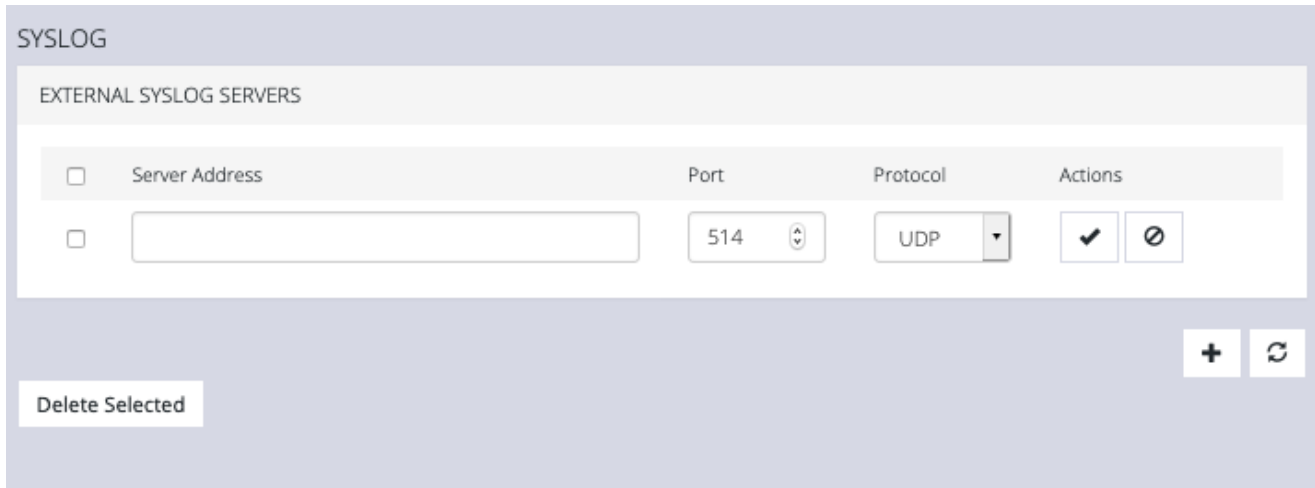 SYSLOG
EXTERNAL SYSLOG SERVERS
Server Address Port Protocol Actions
514 UDP
Delete Selected